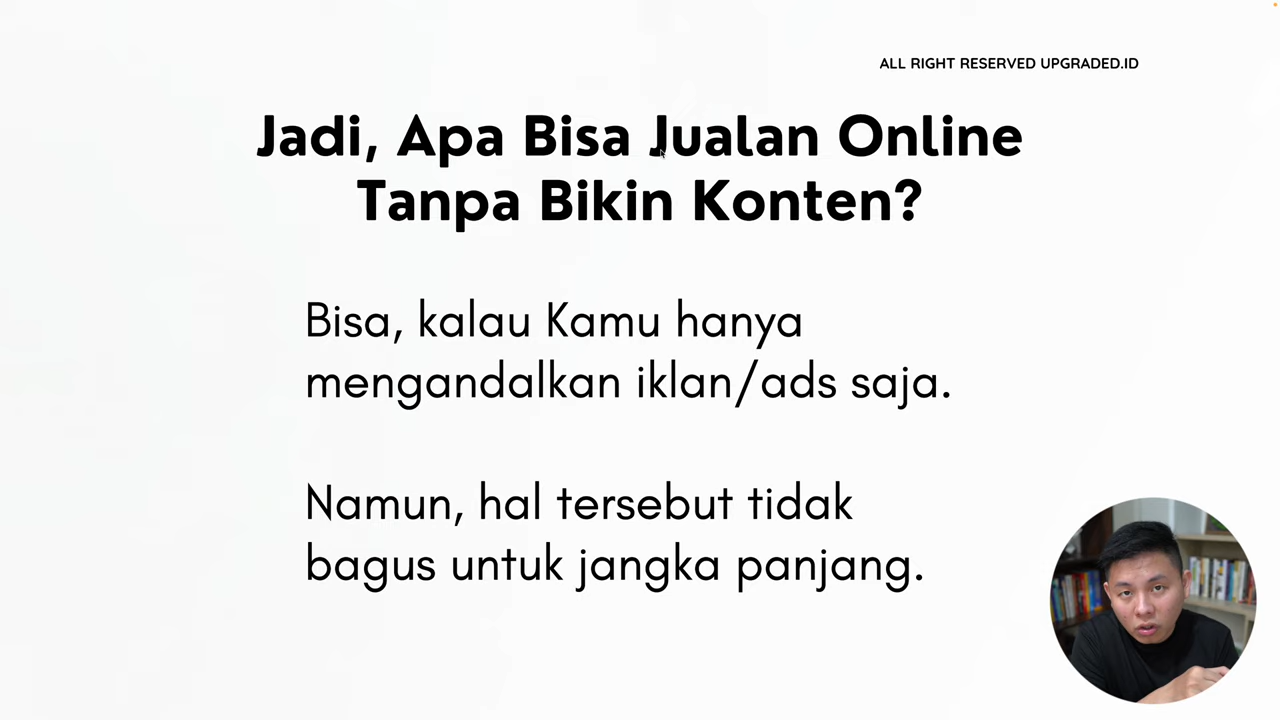 ALL RIGHT RESERVED UPGRADED.ID
Jadi, Apa Bisa Jualan Online
Tanpa Bikin Konten?
Bisa, kalau Kamu hanya
mengandalkan iklan/ads saja.
Namun, hal tersebut tidak
bagus untuk jangka panjang.